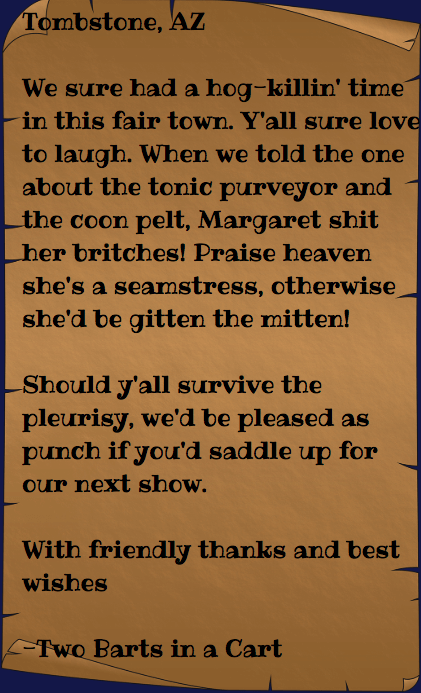 Tombstone, AZ
We sure had a hog-killin' time
in this fair town. Y'all sure love
to laugh. When we told the one
about the tonic purveyor and
the coon pelt, Margaret shit
her britches! Praise heaven
she's a seamstress, otherwise
she'd be gitten the mitten!
Should y'all survive the
pleurisy, we'd be pleased as
punch if you'd saddle up for
our next show.
With friendly thanks and best
wishes
-Two Barts in a Cart